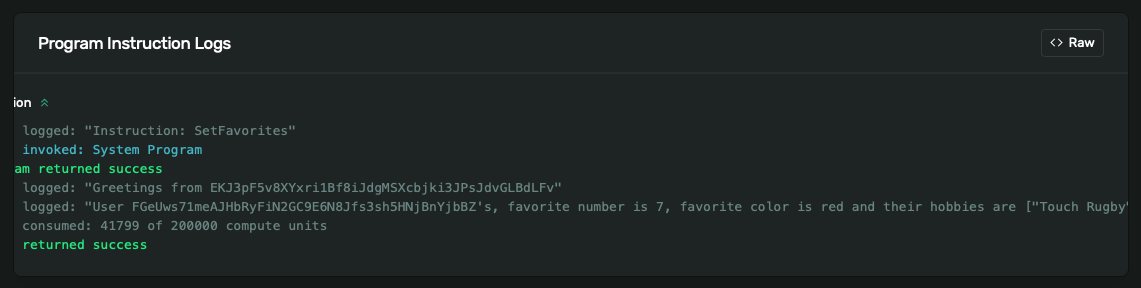 Program Instruction Logs
<> Raw
ion
logged: "Instruction: SetFavorites"
invoked: System Program
am returned success
logged: "Greetings from EKJ3pF5v8XYxri1Bf8iJdgMSXcbjki3JPsJdvGLBdLFv"
logged: "User FGeUws71meAJHbRyFiN2GC9E6N8Jfs3sh5HNjBnYjbBZ's, favorite number is 7, favorite color is red and their hobbies are ["Touch Rugby"
consumed: 41799 of 200000 compute units
returned success